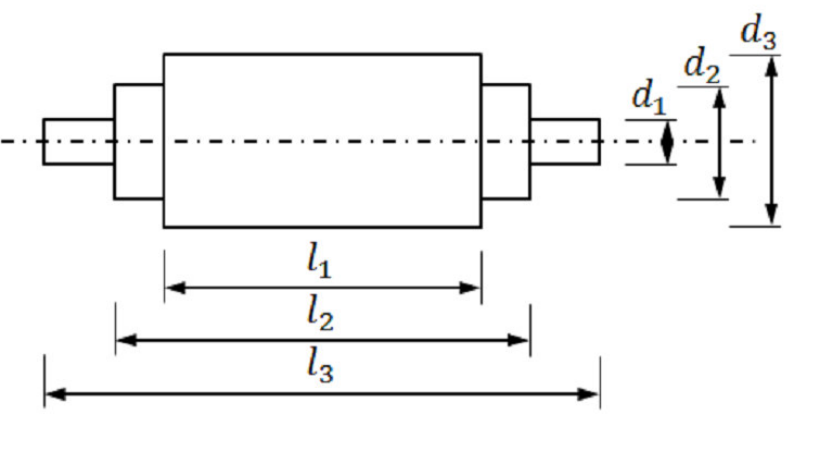 d₃
d₂
d₁
l₁
l₂
l₃